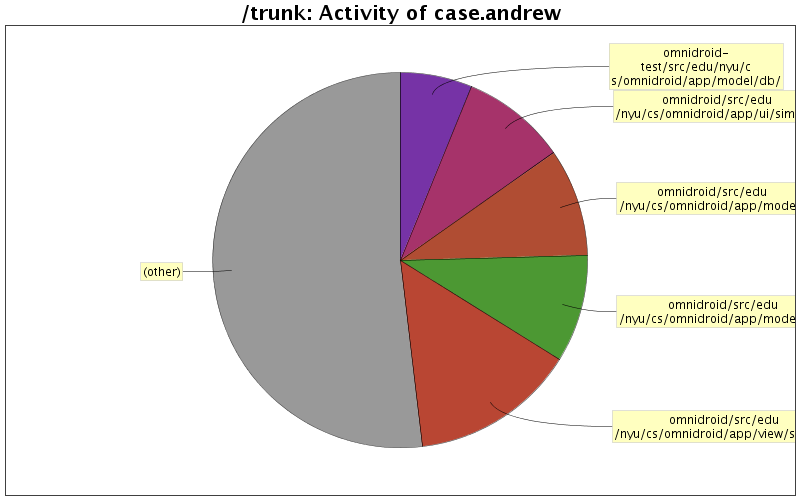 /trunk: Activity of case.andrew
omnidroid-
test/src/edu/nyu/c
s/omnidroid/app/model/db/
omnidroid/src/edu
/nyu/cs/omnidroid/app/ui/sim
omnidroid/src/edu
/nyu/cs/omnidroid/app/mode
(other)
omnidroid/src/edu
/nyu/cs/omnidroid/app/mode
omnidroid/src/edu
/nyu/cs/omnidroid/app/view/s